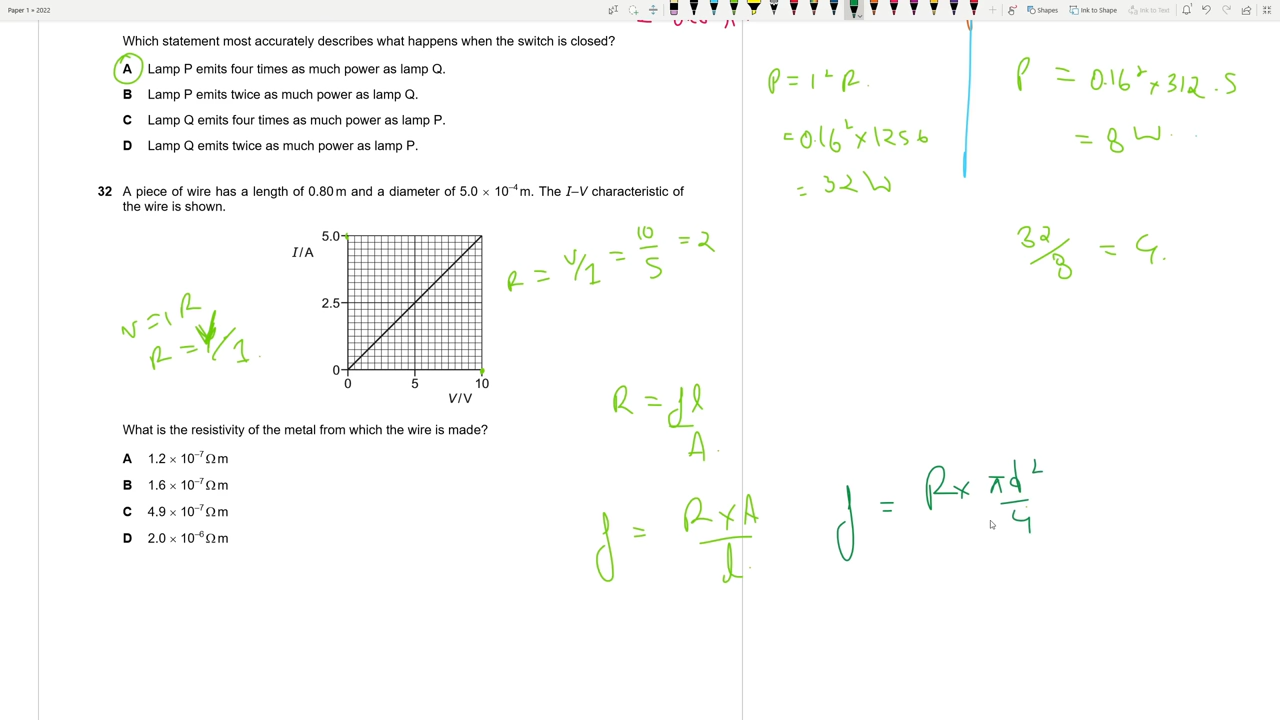 Paper 1 » 2022
Shapes
Ink to Shape
Ink to Text
Which statement most accurately describes what happens when the switch is closed?
A Lamp P emits four times as much power as lamp Q.
B Lamp P emits twice as much power as lamp Q.
C Lamp Q emits four times as much power as lamp P.
D Lamp Q emits twice as much power as lamp P.
P = I² R
= 0.16² × 1256
= 32 W
P = 0.16² × 312.5
= 8 W
32/8 = 4
32 A piece of wire has a length of 0.80 m and a diameter of 5.0 × 10⁻⁴ m. The I–V characteristic of
the wire is shown.
I / A
5.0
2.5
0
0 5 10
V / V
V = I R
R = V/I
R = V/I = 10/5 = 2
R = ρl/A
ρ = R × A / l
ρ = R × πd²/4
What is the resistivity of the metal from which the wire is made?
A 1.2 × 10⁻⁷ Ω m
B 1.6 × 10⁻⁷ Ω m
C 4.9 × 10⁻⁷ Ω m
D 2.0 × 10⁻⁶ Ω m